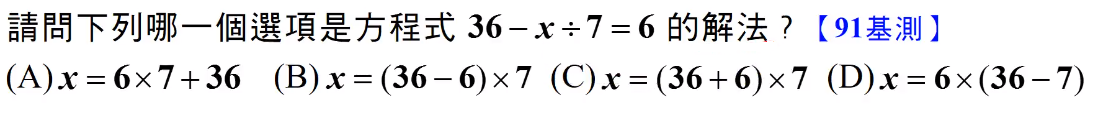 請問下列哪一個選項是方程式 36－x÷7＝6 的解法？【91基測】
(A) x＝6×7＋36 (B) x＝(36－6)×7 (C) x＝(36＋6)×7 (D) x＝6×(36－7)